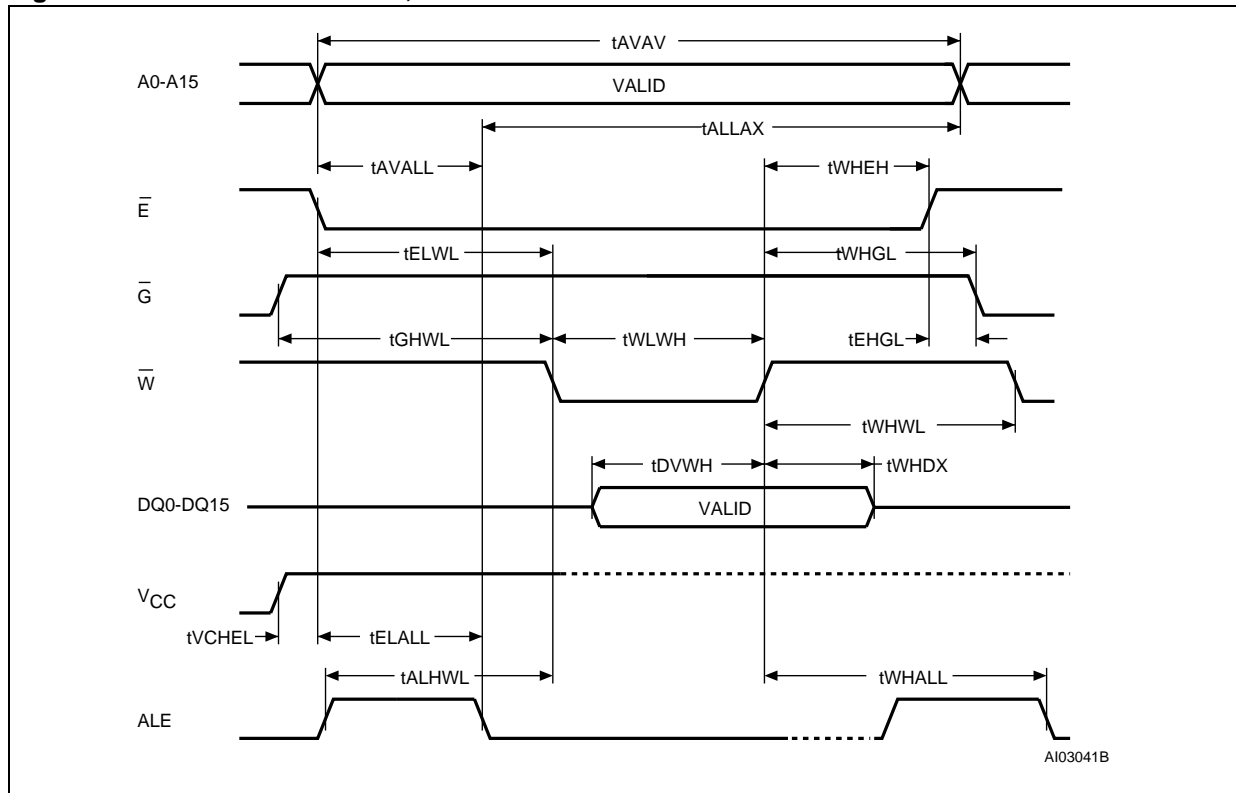 tAVAV
A0-A15
VALID
tALLAX
tAVALL
tWHEH
E
tELWL
tWHGL
G
tGHWL
tWLWH
tEHGL
W
tWHWL
tDVWH
tWHDX
DQ0-DQ15
VALID
VCC
tVCHEL
tELALL
tALHWL
tWHALL
ALE
AI03041B